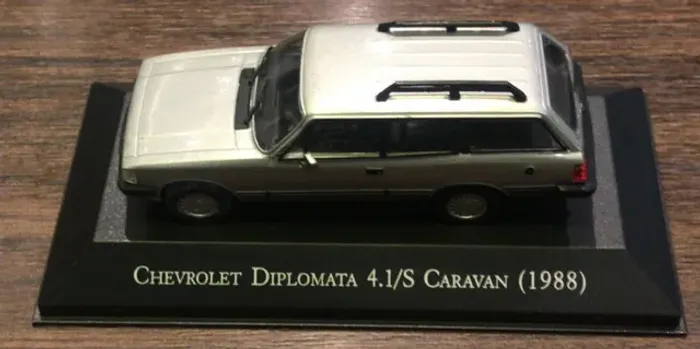 Chevrolet Diplomata 4.1/S Caravan (1988)